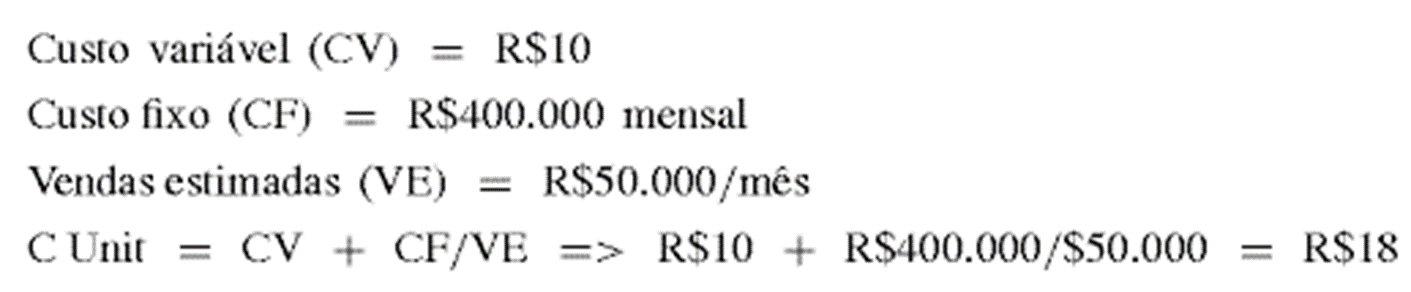 Custo variável (CV) = R$10
Custo fixo (CF) = R$400.000 mensal
Vendas estimadas (VE) = R$50.000/mês
C Unit = CV + CF/VE => R$10 + R$400.000/$50.000 = R$18